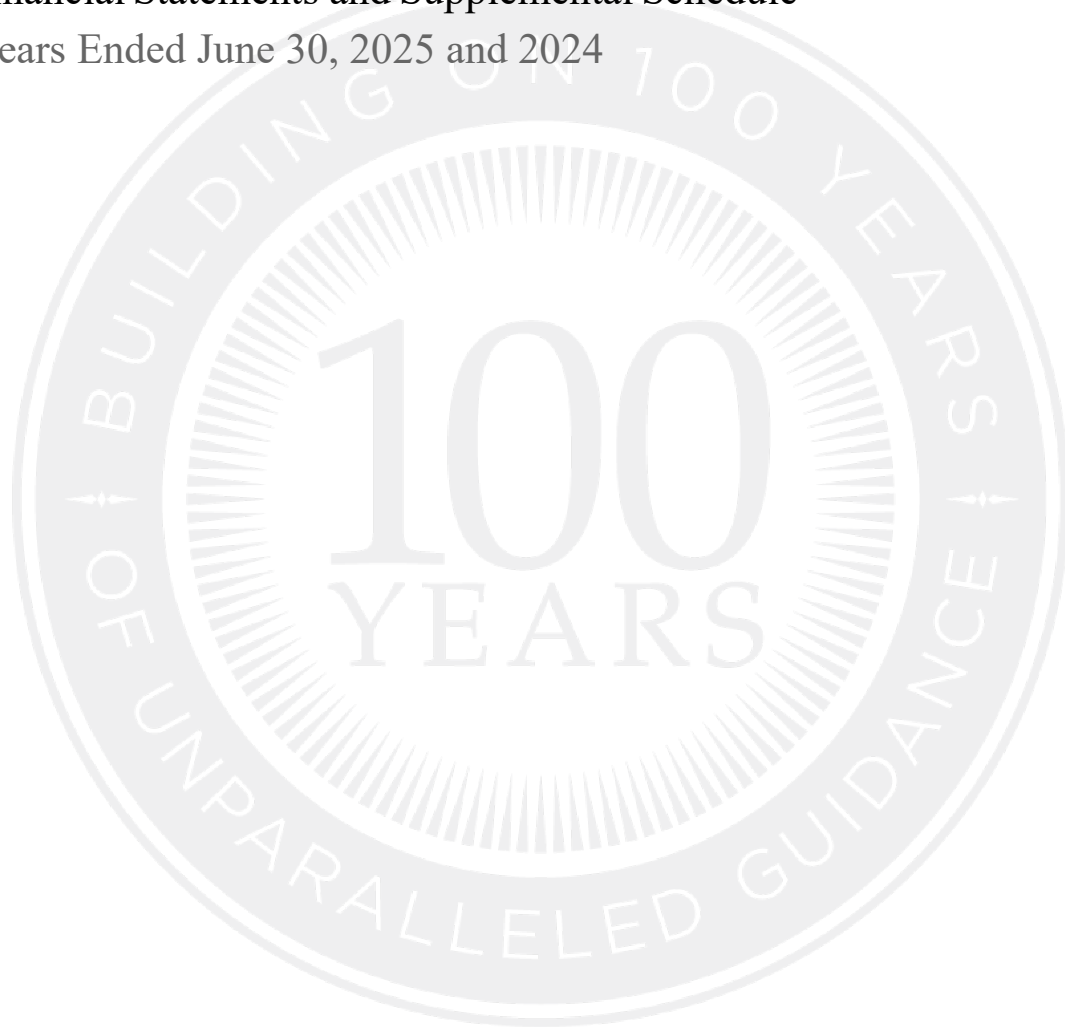 nancial Statements and Supplemental Schedule
ears Ended June 30, 2025 and 2024
BUILDING ON 100 YEARS
100
YEARS
OF UNPARALLELED GUIDANCE